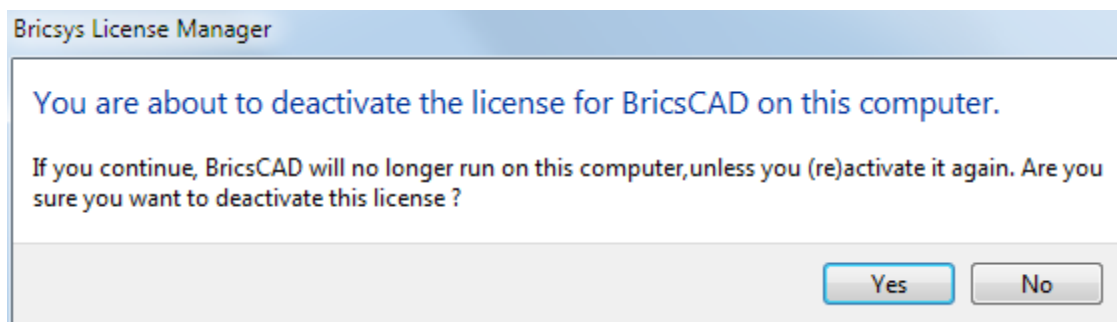 Bricsys License Manager
You are about to deactivate the license for BricsCAD on this computer.
If you continue, BricsCAD will no longer run on this computer,unless you (re)activate it again. Are you
sure you want to deactivate this license ?
Yes No